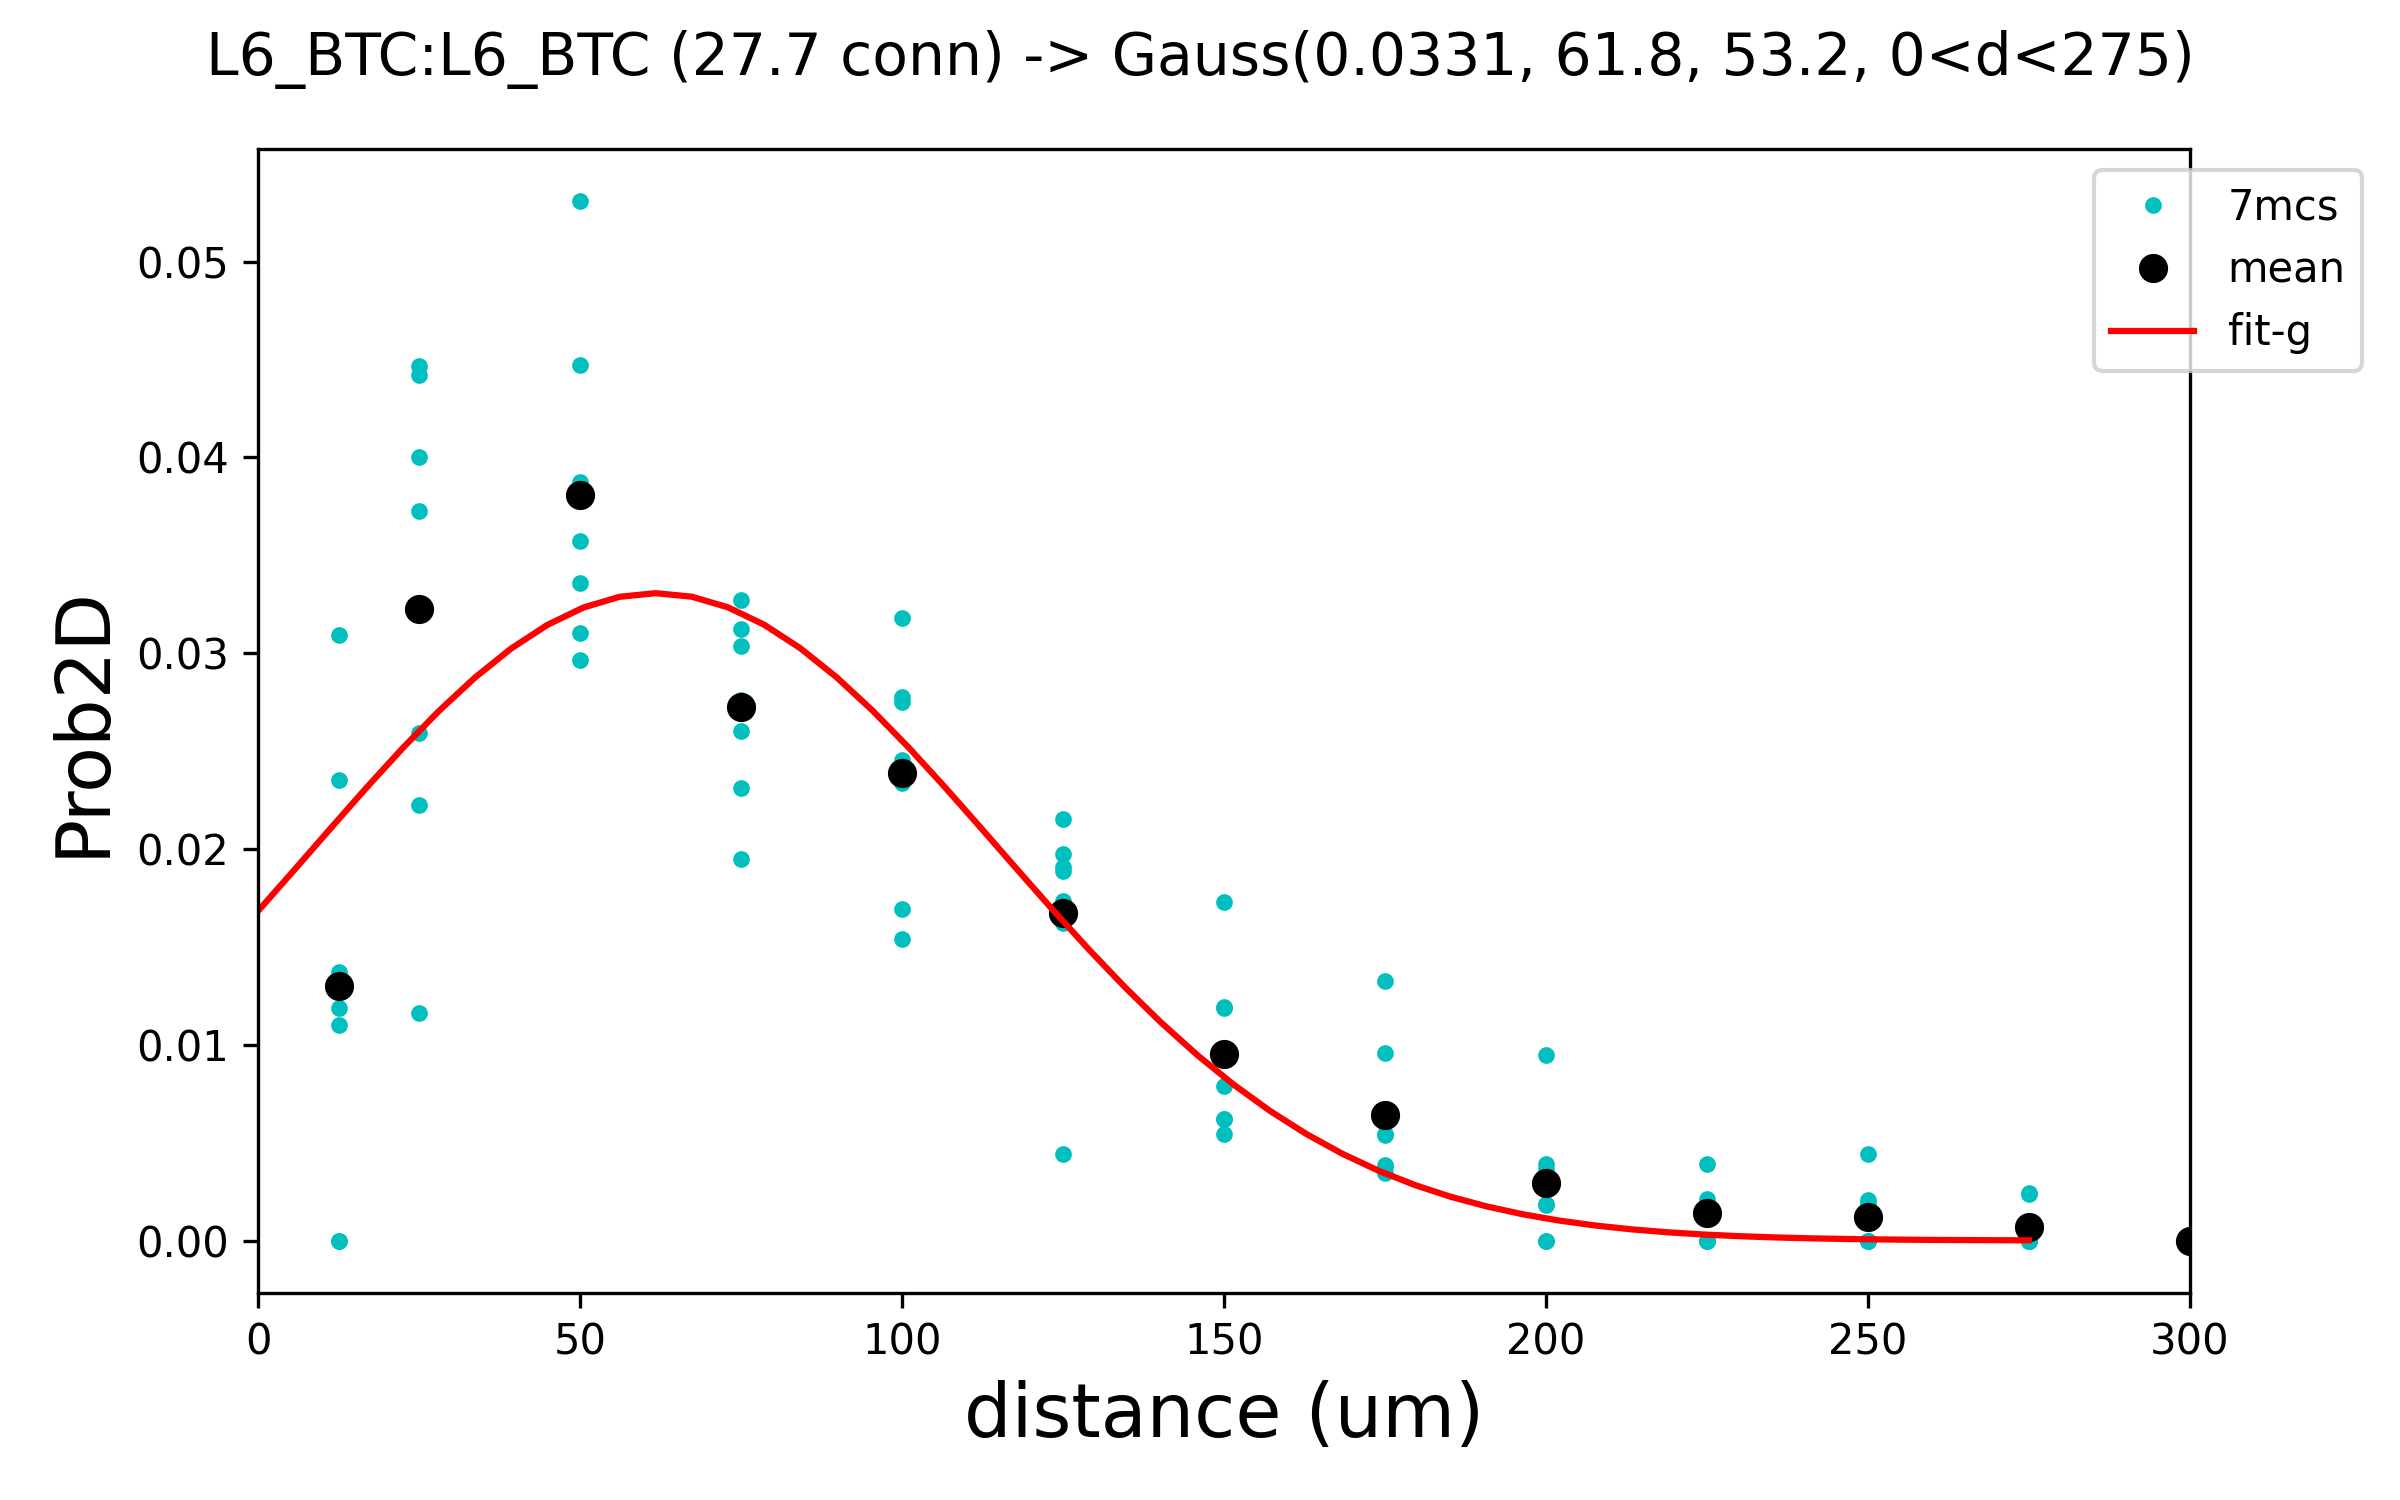 L6_BTC:L6_BTC (27.7 conn) -> Gauss(0.0331, 61.8, 53.2, 0<d<275)
7mcs
mean
fit-g
Prob2D
0.05
0.04
0.03
0.02
0.01
0.00
0 50 100 150 200 250 300
distance (um)